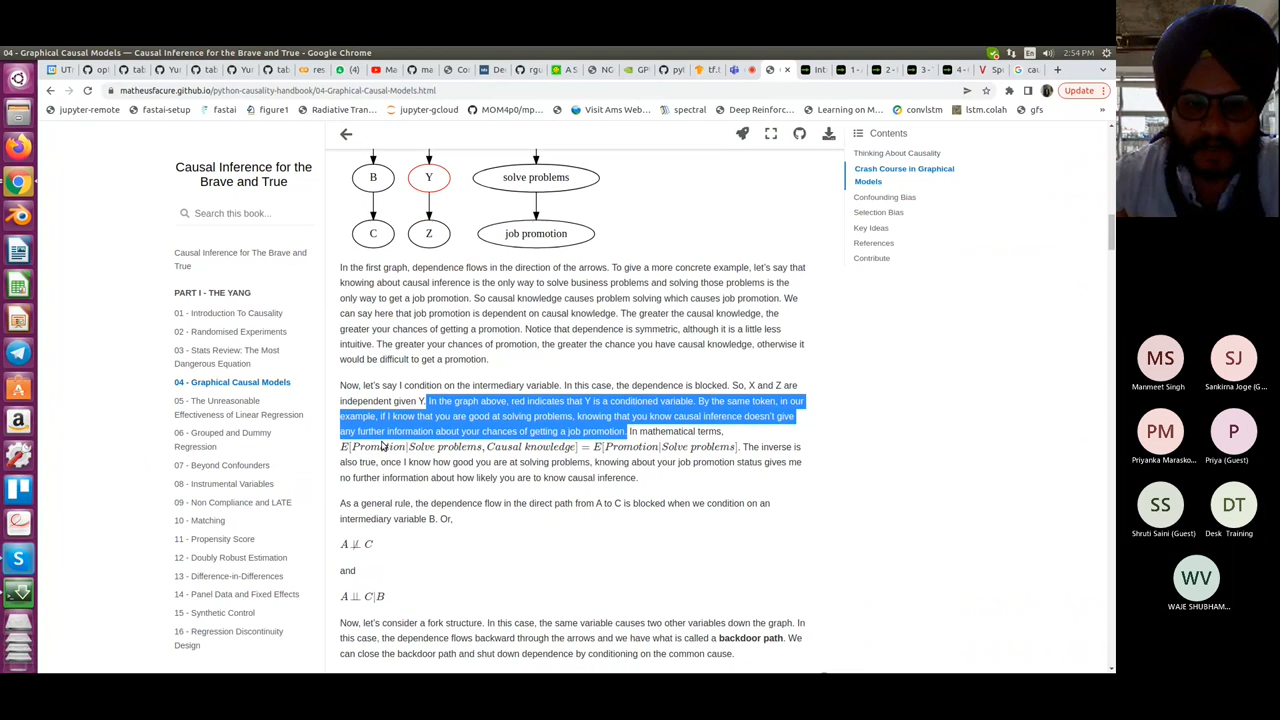 04 - Graphical Causal Models — Causal Inference for the Brave and True - Google Chrome
En
2:54 PM
matheusfacure.github.io/python-causality-handbook/04-Graphical-Causal-Models.html
Update
jupyter-remote
fastai-setup
fastai
figure1
Radiative Tran...
jupyter-gcloud
MOM4p0/mp...
Visit Ams Web...
spectral
Deep Reinforc...
Learning on M...
convlstm
lstm.colah
gfs
Causal Inference for the
Brave and True
Search this book...
Causal Inference for The Brave and
True
PART I - THE YANG
01 - Introduction To Causality
02 - Randomised Experiments
03 - Stats Review: The Most
Dangerous Equation
04 - Graphical Causal Models
05 - The Unreasonable
Effectiveness of Linear Regression
06 - Grouped and Dummy
Regression
07 - Beyond Confounders
08 - Instrumental Variables
09 - Non Compliance and LATE
10 - Matching
11 - Propensity Score
12 - Doubly Robust Estimation
13 - Difference-in-Differences
14 - Panel Data and Fixed Effects
15 - Synthetic Control
16 - Regression Discontinuity
Design
B Y solve problems
C Z job promotion
In the first graph, dependence flows in the direction of the arrows. To give a more concrete example, let's say that
knowing about causal inference is the only way to solve business problems and solving those problems is the
only way to get a job promotion. So causal knowledge causes problem solving which causes job promotion. We
can say here that job promotion is dependent on causal knowledge. The greater the causal knowledge, the
greater your chances of getting a promotion. Notice that dependence is symmetric, although it is a little less
intuitive. The greater your chances of promotion, the greater the chance you have causal knowledge, otherwise it
would be difficult to get a promotion.
Now, let's say I condition on the intermediary variable. In this case, the dependence is blocked. So, X and Z are
independent given Y. In the graph above, red indicates that Y is a conditioned variable. By the same token, in our
example, if I know that you are good at solving problems, knowing that you know causal inference doesn't give
any further information about your chances of getting a job promotion. In mathematical terms,
E[Promotion|Solve problems, Causal knowledge] = E[Promotion|Solve problems]. The inverse is
also true, once I know how good you are at solving problems, knowing about your job promotion status gives me
no further information about how likely you are to know causal inference.
As a general rule, the dependence flow in the direct path from A to C is blocked when we condition on an
intermediary variable B. Or,
A ⫫̸ C
and
A ⫫ C|B
Now, let's consider a fork structure. In this case, the same variable causes two other variables down the graph. In
this case, the dependence flows backward through the arrows and we have what is called a backdoor path. We
can close the backdoor path and shut down dependence by conditioning on the common cause.
Contents
Thinking About Causality
Crash Course in Graphical
Models
Confounding Bias
Selection Bias
Key Ideas
References
Contribute
MS
Manmeet Singh
SJ
Sankirna Joge (G...
PM
Priyanka Marasko...
P
Priya (Guest)
SS
Shruti Saini (Guest)
DT
Desk Training
WV
WAJE SHUBHAM...